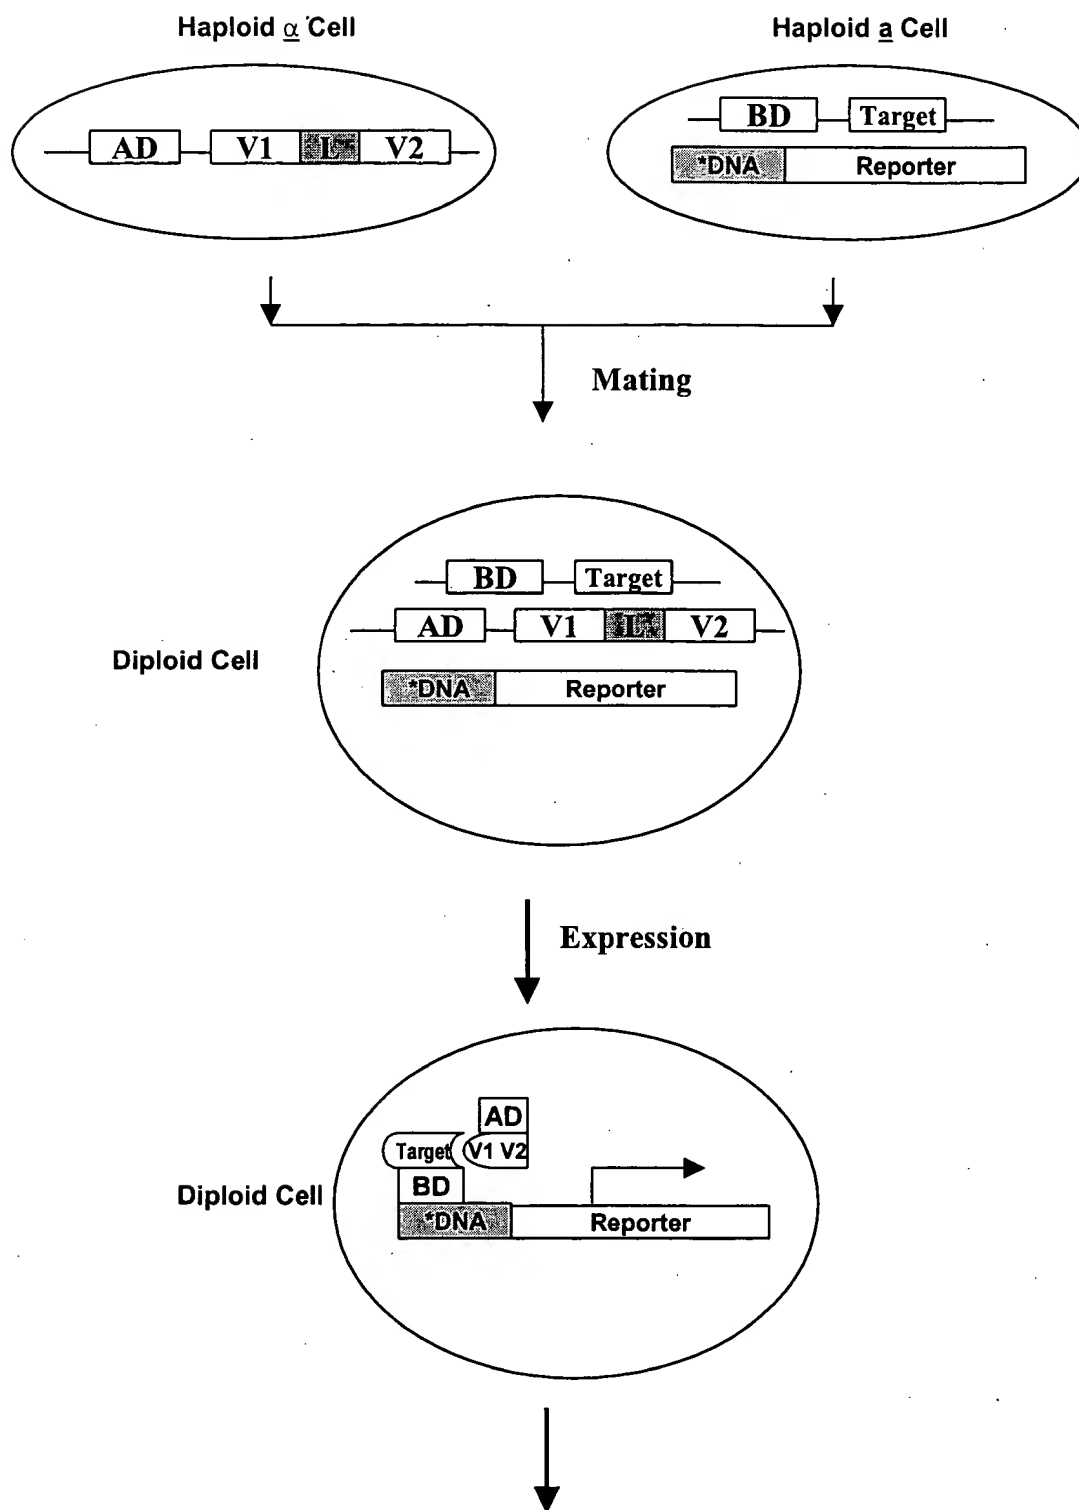 Haploid α Cell
Haploid a Cell
AD V1 L V2
BD Target
*DNA Reporter
Mating
BD Target
AD V1 L V2
Diploid Cell
*DNA Reporter
Expression
AD
Target V1 V2
BD
Diploid Cell
*DNA Reporter